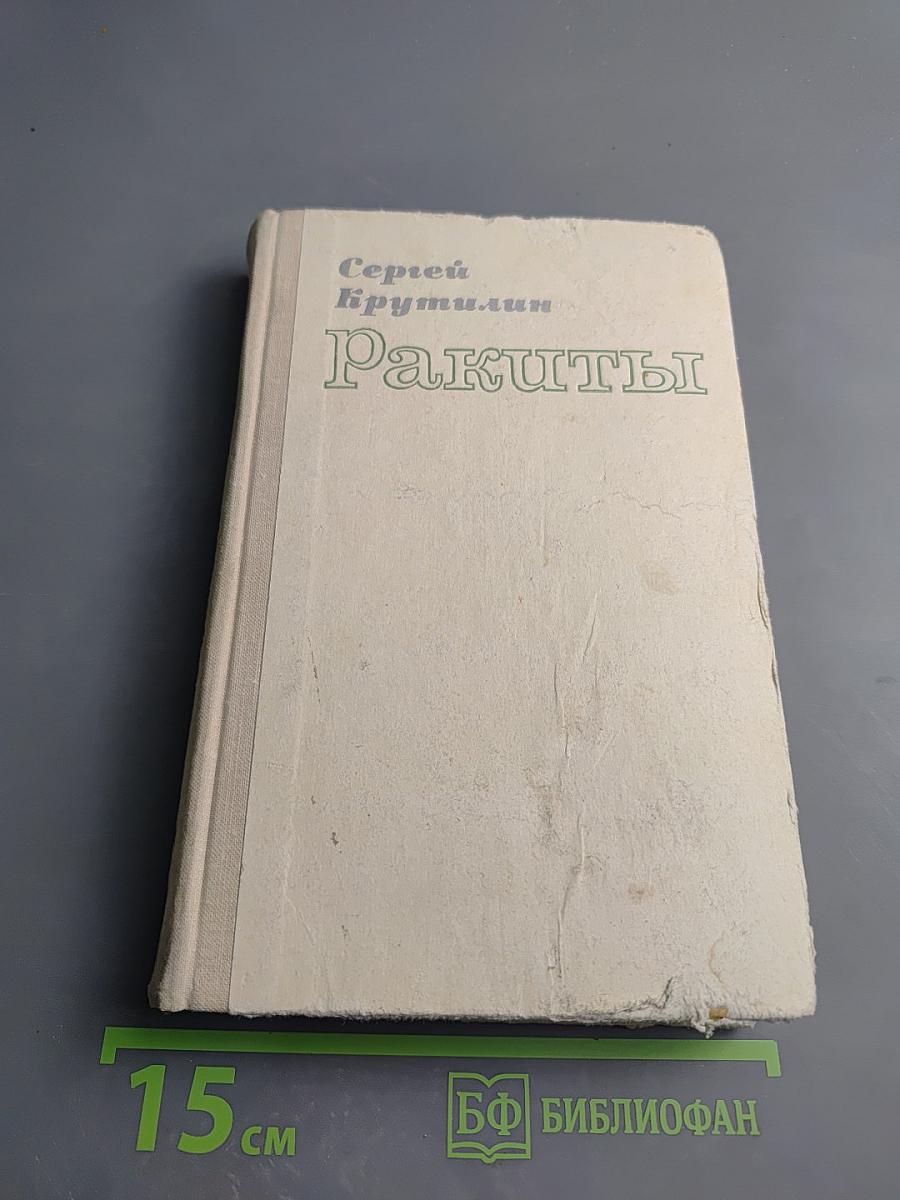 Сергей
Крутилин
Ракиты
15 см
БФ БИБЛИОФАН